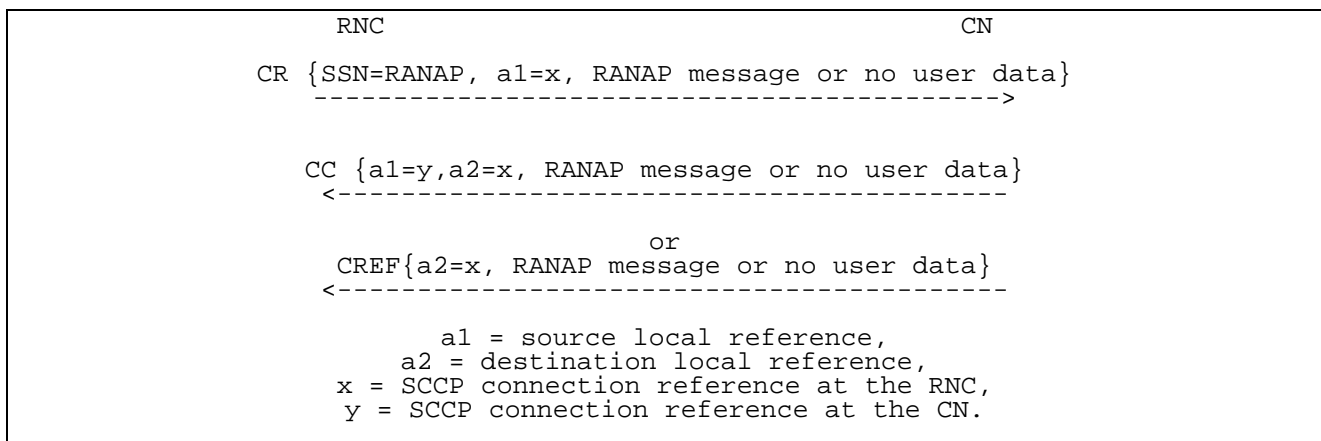 RNC CN
CR {SSN=RANAP, a1=x, RANAP message or no user data}
------------------------------------------->
CC {a1=y,a2=x, RANAP message or no user data}
<------------------------------------------
or
CREF{a2=x, RANAP message or no user data}
<------------------------------------------
a1 = source local reference,
a2 = destination local reference,
x = SCCP connection reference at the RNC,
y = SCCP connection reference at the CN.